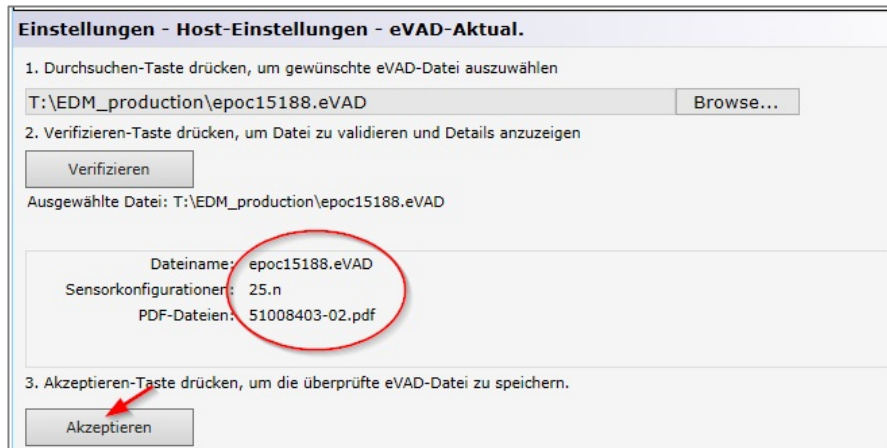 Einstellungen - Host-Einstellungen - eVAD-Aktual.
1. Durchsuchen-Taste drücken, um gewünschte eVAD-Datei auszuwählen
T:\EDM_production\epoc15188.eVAD Browse...
2. Verifizieren-Taste drücken, um Datei zu validieren und Details anzuzeigen
Verifizieren
Ausgewählte Datei: T:\EDM_production\epoc15188.eVAD
Dateiname: epoc15188.eVAD
Sensorkonfigurationen: 25.n
PDF-Dateien: 51008403-02.pdf
3. Akzeptieren-Taste drücken, um die überprüfte eVAD-Datei zu speichern.
Akzeptieren